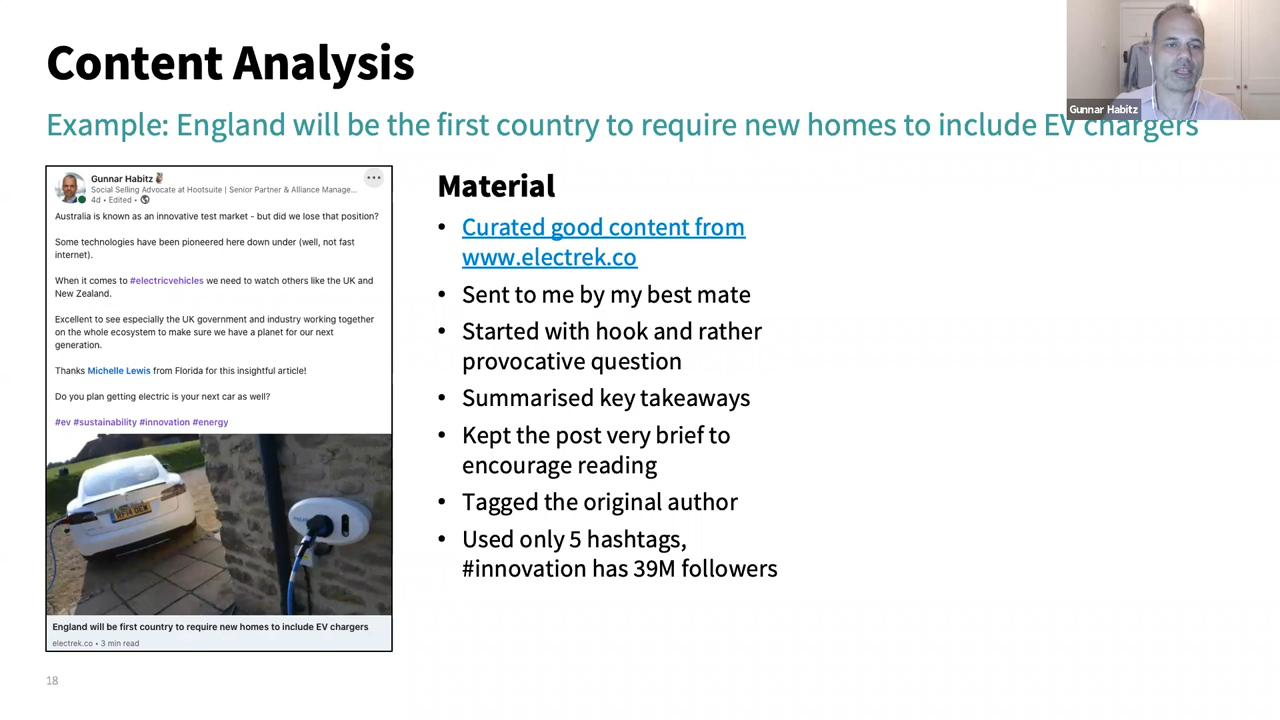 Content Analysis
Example: England will be the first country to require new homes to include EV chargers
Gunnar Habitz
Gunnar Habitz
Social Selling Advocate at Hootsuite | Senior Partner & Alliance Manage...
4d • Edited •
Australia is known as an innovative test market - but did we lose that position?
Some technologies have been pioneered here down under (well, not fast
internet).
When it comes to #electricvehicles we need to watch others like the UK and
New Zealand.
Excellent to see especially the UK government and industry working together
on the whole ecosystem to make sure we have a planet for our next
generation.
Thanks Michelle Lewis from Florida for this insightful article!
Do you plan getting electric is your next car as well?
#ev #sustainability #innovation #energy
England will be first country to require new homes to include EV chargers
electrek.co • 3 min read
Material
• Curated good content from
www.electrek.co
• Sent to me by my best mate
• Started with hook and rather
provocative question
• Summarised key takeaways
• Kept the post very brief to
encourage reading
• Tagged the original author
• Used only 5 hashtags,
#innovation has 39M followers
18